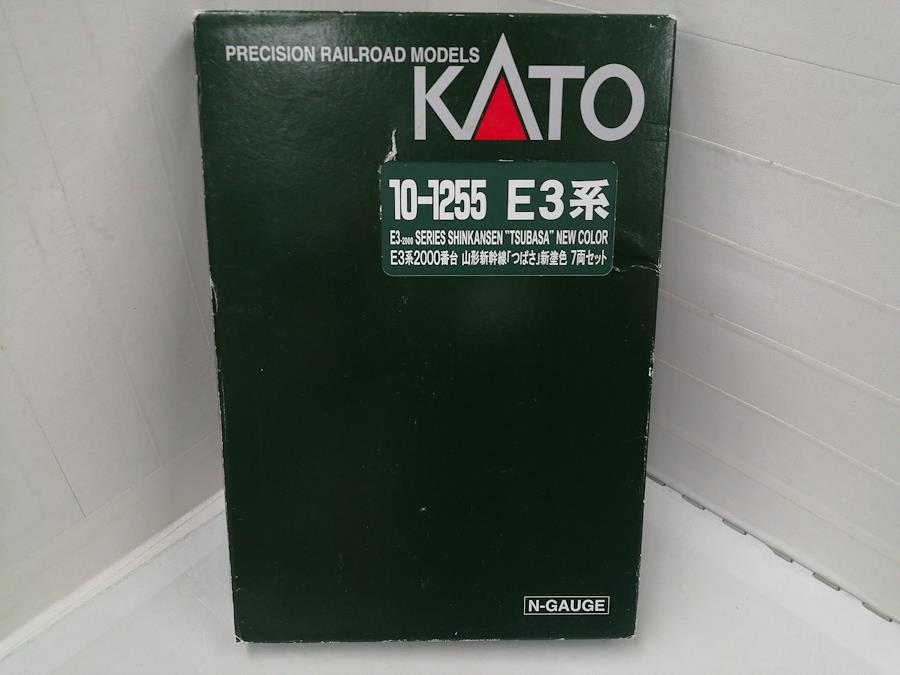 PRECISION RAILROAD MODELS
KATO
10-1255 E3系
E3-2000 SERIES SHINKANSEN "TSUBASA" NEW COLOR
E3系2000番台 山形新幹線「つばさ」新塗色 7両セット
N-GAUGE